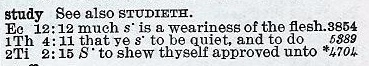 study See also STUDIETH.
Ec 12:12 much s· is a weariness of the flesh. 3854
1Th 4:11 that ye s· to be quiet, and to do 5389
2Ti 2:15 S· to shew thyself approved unto *4704